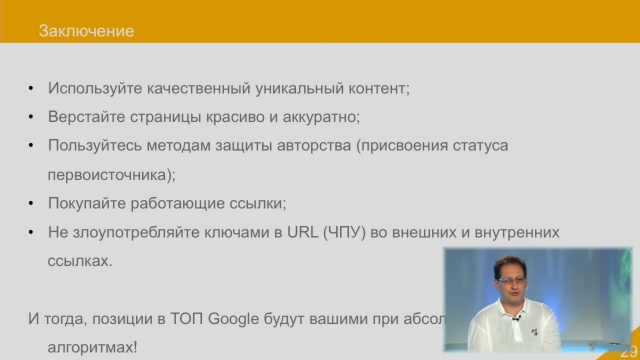 Заключение
• Используйте качественный уникальный контент;
• Верстайте страницы красиво и аккуратно;
• Пользуйтесь методам защиты авторства (присвоения статуса
первоисточника);
• Покупайте работающие ссылки;
• Не злоупотребляйте ключами в URL (ЧПУ) во внешних и внутренних
ссылках.
И тогда, позиции в ТОП Google будут вашими при
алгоритмах!
29